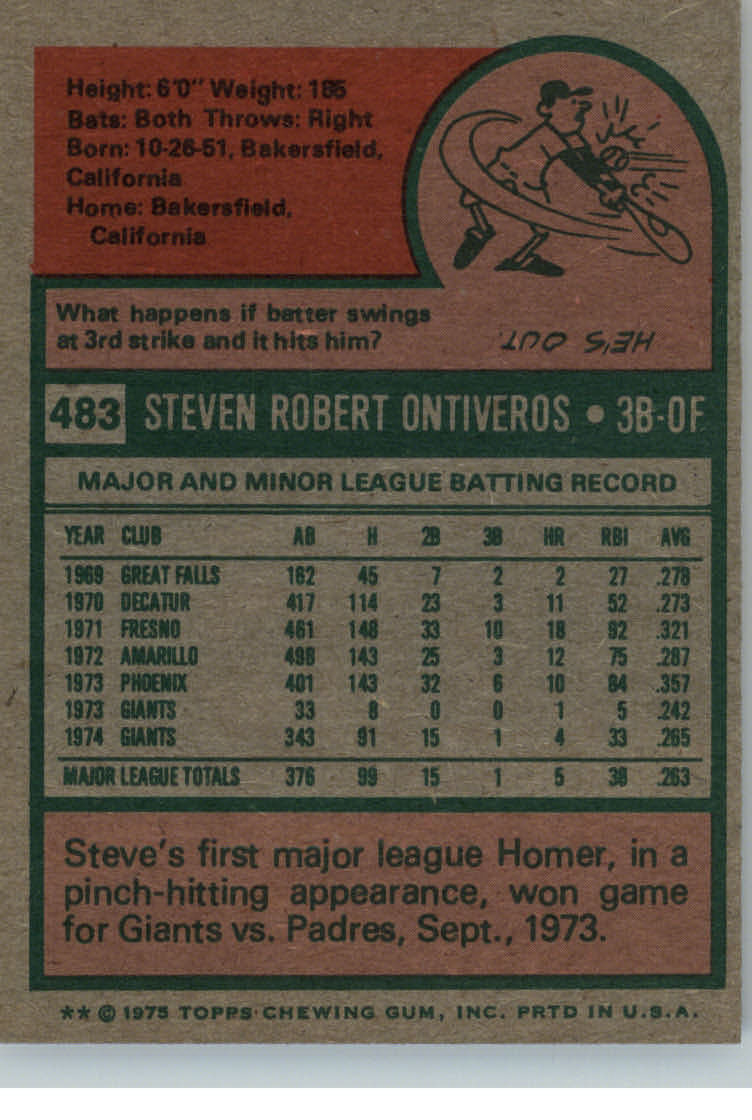 Height: 6'0" Weight: 185
Bats: Both Throws: Right
Born: 10-26-51, Bakersfield,
California
Home: Bakersfield,
California
What happens if batter swings
at 3rd strike and it hits him?
HE'S OUT
483 STEVEN ROBERT ONTIVEROS • 3B-OF
MAJOR AND MINOR LEAGUE BATTING RECORD
YEAR CLUB AB H 2B 3B HR RBI AVG
1969 GREAT FALLS 162 45 7 2 2 27 .278
1970 DECATUR 417 114 23 3 11 52 .273
1971 FRESNO 461 148 33 10 18 92 .321
1972 AMARILLO 498 143 25 3 12 75 .287
1973 PHOENIX 401 143 32 6 10 84 .357
1973 GIANTS 33 8 0 0 1 5 .242
1974 GIANTS 343 91 15 1 4 33 .265
MAJOR LEAGUE TOTALS 376 99 15 1 5 38 .263
Steve's first major league Homer, in a
pinch-hitting appearance, won game
for Giants vs. Padres, Sept., 1973.
** © 1975 TOPPS CHEWING GUM, INC. PRTD IN U.S.A.